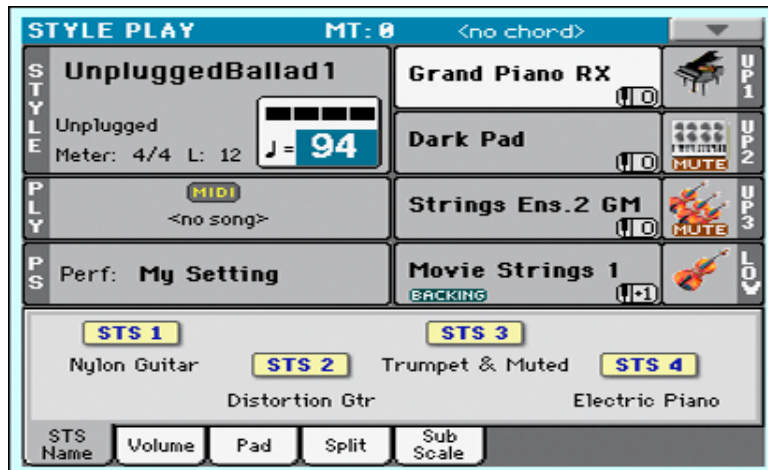 STYLE PLAY MT: 0 <no chord>
STYLE
UnpluggedBallad1
Unplugged
Meter: 4/4 L: 12 ♩= 94
Grand Piano RX
0
UP1
Dark Pad
0
MUTE
UP2
PLY
MIDI
<no song>
Strings Ens.2 GM
0
MUTE
UP3
PS
Perf: My Setting
Movie Strings 1
BACKING
+1
LOW
STS 1
STS 3
Nylon Guitar
STS 2
Trumpet & Muted
STS 4
Distortion Gtr
Electric Piano
STS Name
Volume
Pad
Split
Sub Scale